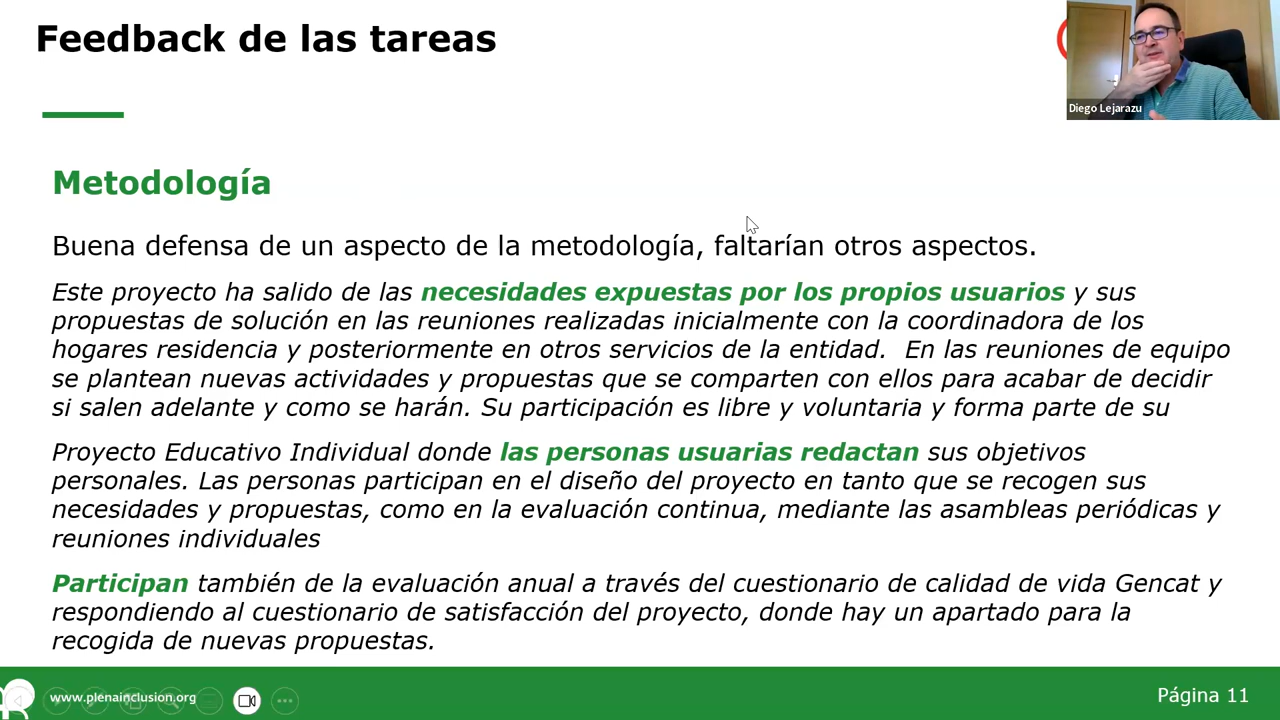 Feedback de las tareas
Diego Lejarazu
Metodología
Buena defensa de un aspecto de la metodología, faltarían otros aspectos.
Este proyecto ha salido de las necesidades expuestas por los propios usuarios y sus
propuestas de solución en las reuniones realizadas inicialmente con la coordinadora de los
hogares residencia y posteriormente en otros servicios de la entidad.  En las reuniones de equipo
se plantean nuevas actividades y propuestas que se comparten con ellos para acabar de decidir
si salen adelante y como se harán. Su participación es libre y voluntaria y forma parte de su
Proyecto Educativo Individual donde las personas usuarias redactan sus objetivos
personales. Las personas participan en el diseño del proyecto en tanto que se recogen sus
necesidades y propuestas, como en la evaluación continua, mediante las asambleas periódicas y
reuniones individuales
Participan también de la evaluación anual a través del cuestionario de calidad de vida Gencat y
respondiendo al cuestionario de satisfacción del proyecto, donde hay un apartado para la
recogida de nuevas propuestas.
www.plenainclusion.org
Página 11